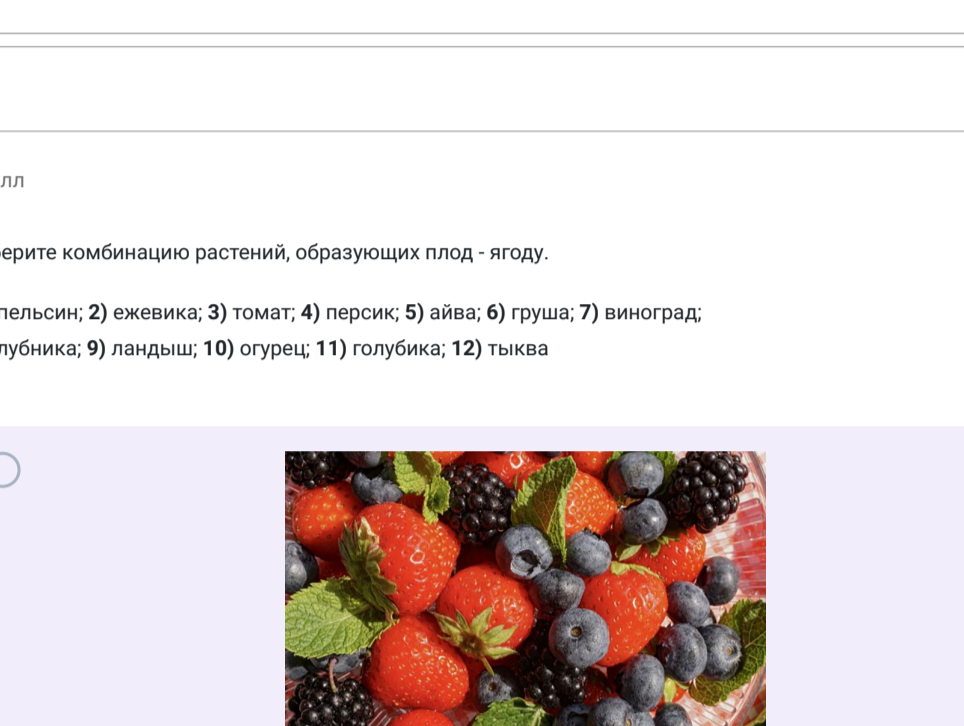 лл
ерите комбинацию растений, образующих плод - ягоду.
пельсин; 2) ежевика; 3) томат; 4) персик; 5) айва; 6) груша; 7) виноград;
лубника; 9) ландыш; 10) огурец; 11) голубика; 12) тыква